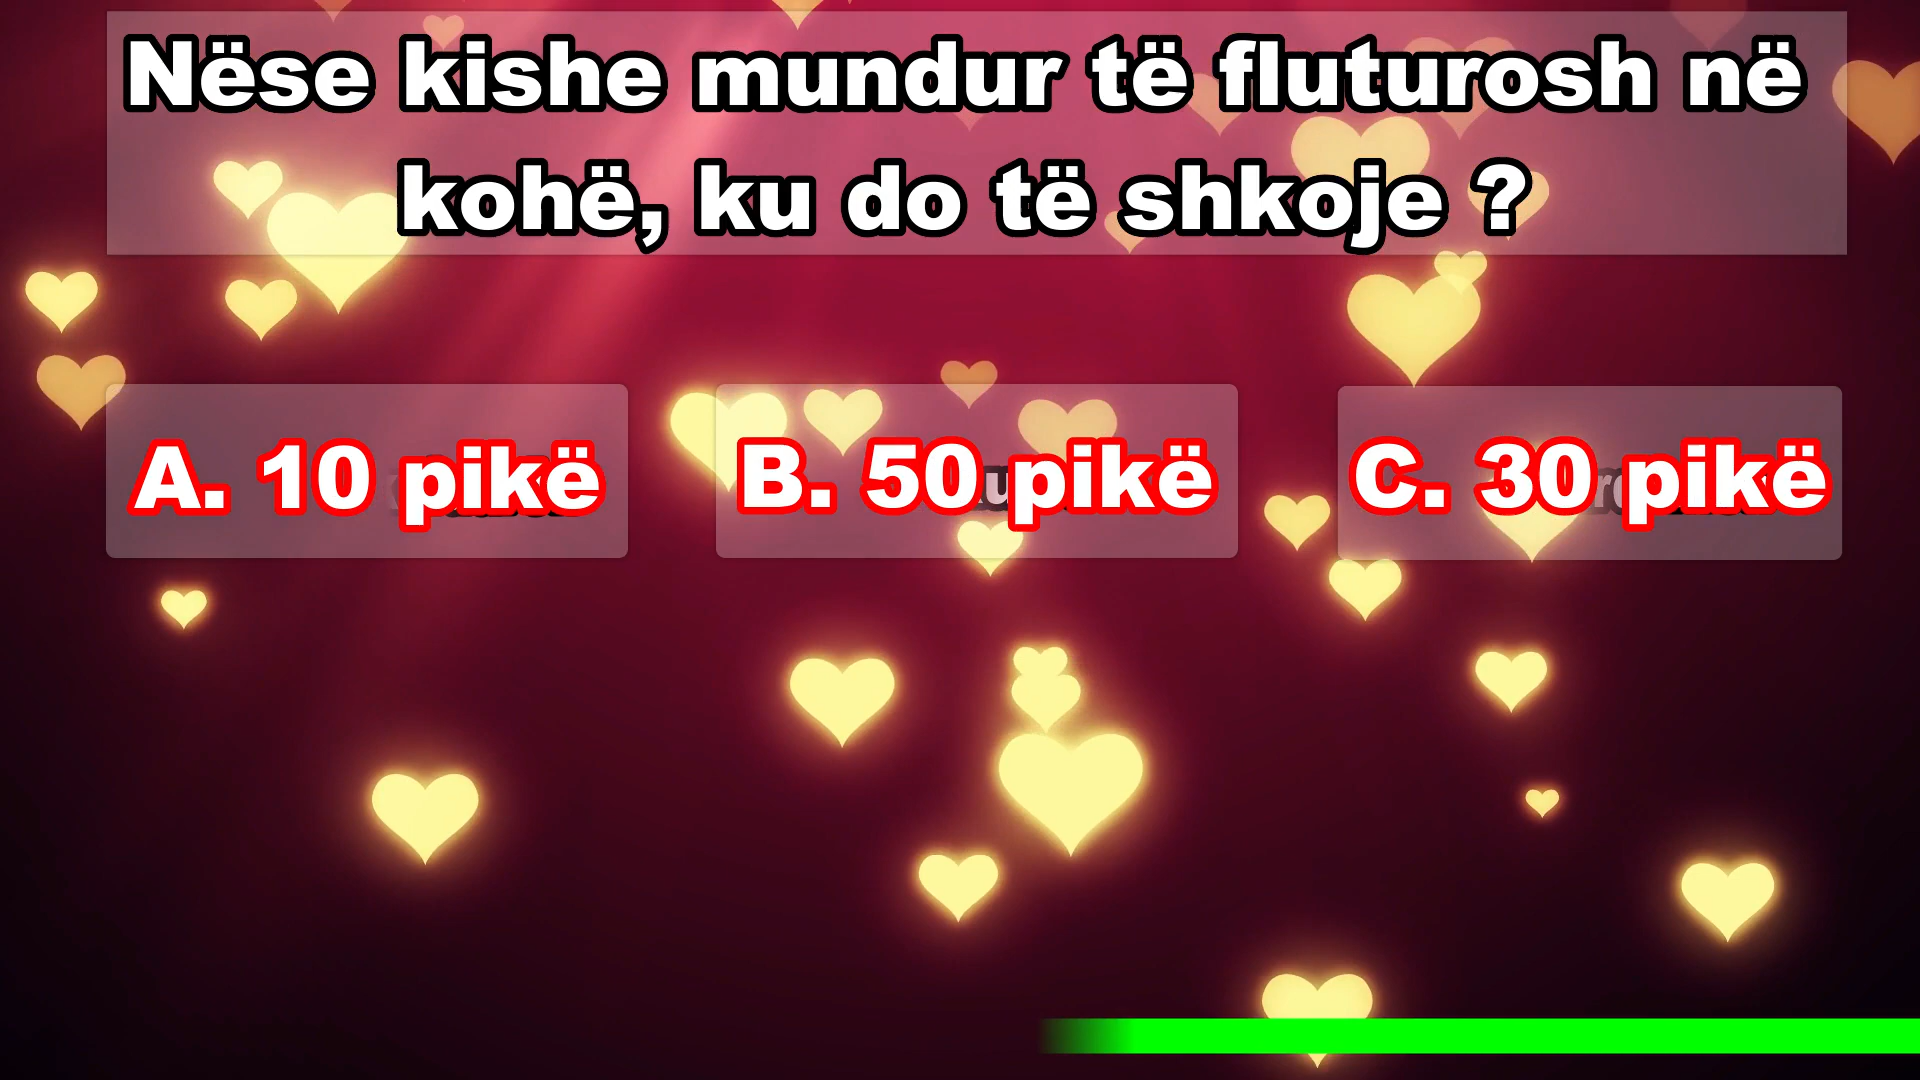 Nëse kishe mundur të fluturosh në
kohë, ku do të shkoje ?
A. 10 pikë
B. 50 pikë
C. 30 pikë